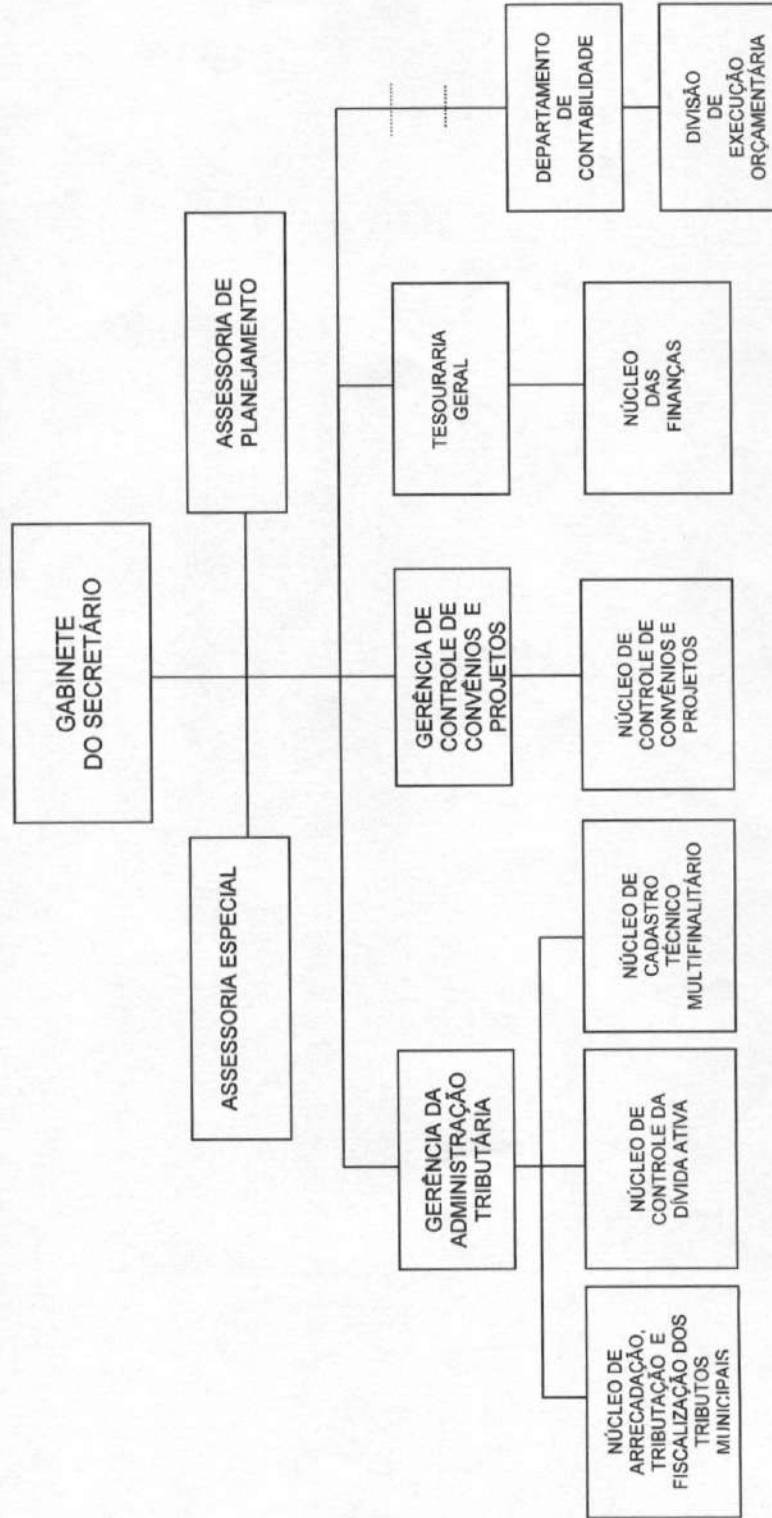 GABINETE
DO SECRETÁRIO
ASSESSORIA ESPECIAL
ASSESSORIA DE
PLANEJAMENTO
GERÊNCIA DA
ADMINISTRAÇÃO
TRIBUTÁRIA
GERÊNCIA DE
CONTROLE DE
CONVÊNIOS E
PROJETOS
TESOURARIA
GERAL
DEPARTAMENTO
DE
CONTABILIDADE
NÚCLEO DE
ARRECADAÇÃO,
TRIBUTAÇÃO E
FISCALIZAÇÃO DOS
TRIBUTOS
MUNICIPAIS
NÚCLEO DE
CONTROLE DA
DÍVIDA ATIVA
NÚCLEO DE
CADASTRO
TÉCNICO
MULTIFINALITÁRIO
NÚCLEO DE
CONTROLE DE
CONVÊNIOS E
PROJETOS
NÚCLEO
DAS
FINANÇAS
DIVISÃO
DE
EXECUÇÃO
ORÇAMENTÁRIA